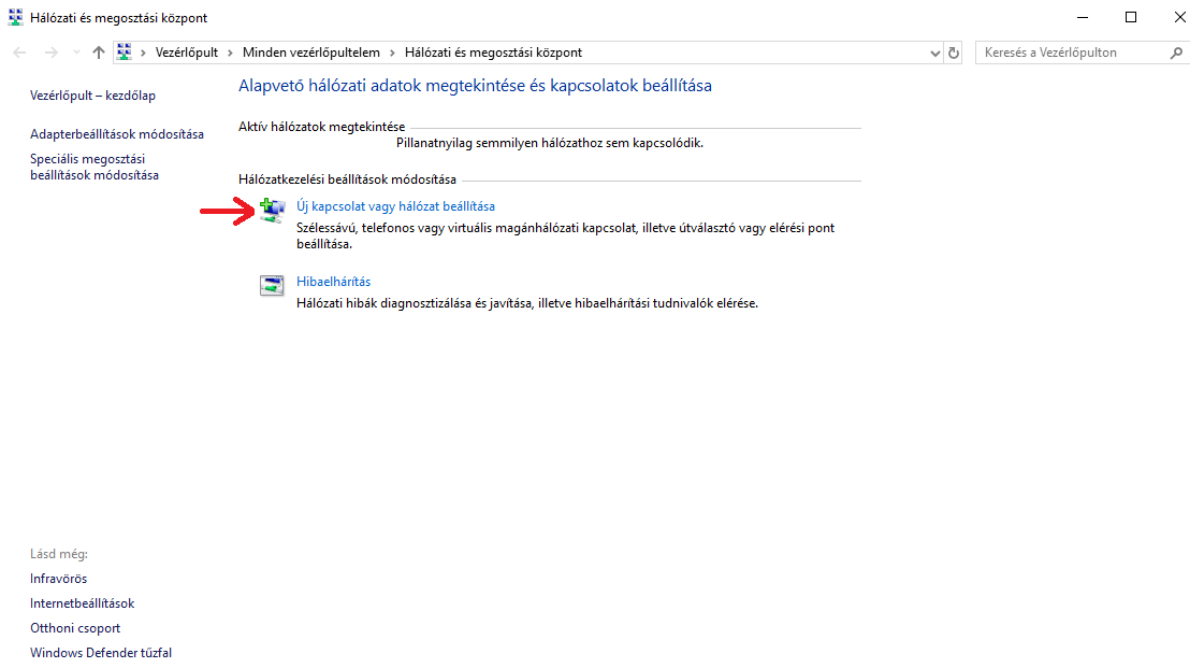 Hálózati és megosztási központ
Vezérlőpult › Minden vezérlőpultelem › Hálózati és megosztási központ
Keresés a Vezérlőpulton
Vezérlőpult – kezdőlap
Adapterbeállítások módosítása
Speciális megosztási
beállítások módosítása
Alapvető hálózati adatok megtekintése és kapcsolatok beállítása
Aktív hálózatok megtekintése
Pillanatnyilag semmilyen hálózathoz sem kapcsolódik.
Hálózatkezelési beállítások módosítása
Új kapcsolat vagy hálózat beállítása
Szélessávú, telefonos vagy virtuális magánhálózati kapcsolat, illetve útválasztó vagy elérési pont
beállítása.
Hibaelhárítás
Hálózati hibák diagnosztizálása és javítása, illetve hibaelhárítási tudnivalók elérése.
Lásd még:
Infravörös
Internetbeállítások
Otthoni csoport
Windows Defender tűzfal